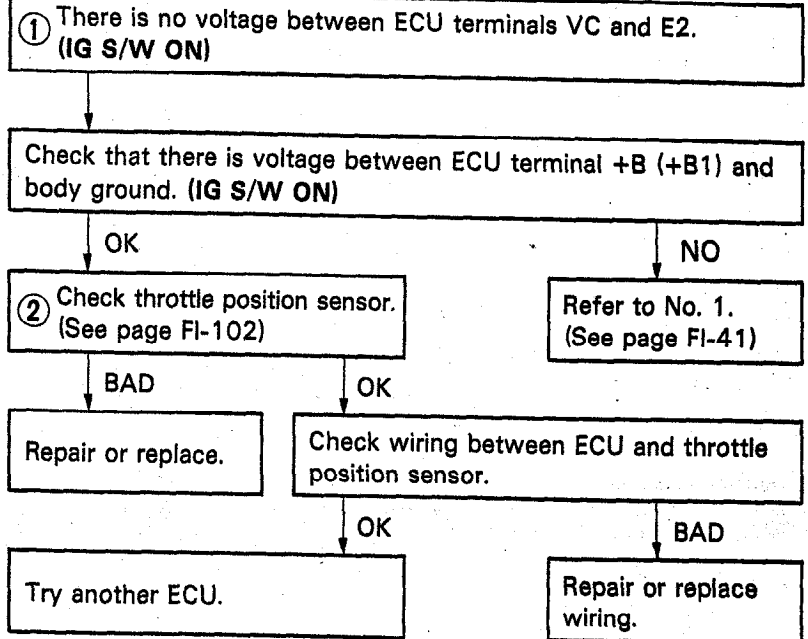 ① There is no voltage between ECU terminals VC and E2.
(IG S/W ON)
Check that there is voltage between ECU terminal +B (+B1) and
body ground. (IG S/W ON)
OK
NO
② Check throttle position sensor.
(See page FI-102)
Refer to No. 1.
(See page FI-41)
BAD
OK
Repair or replace.
Check wiring between ECU and throttle
position sensor.
OK
BAD
Try another ECU.
Repair or replace
wiring.